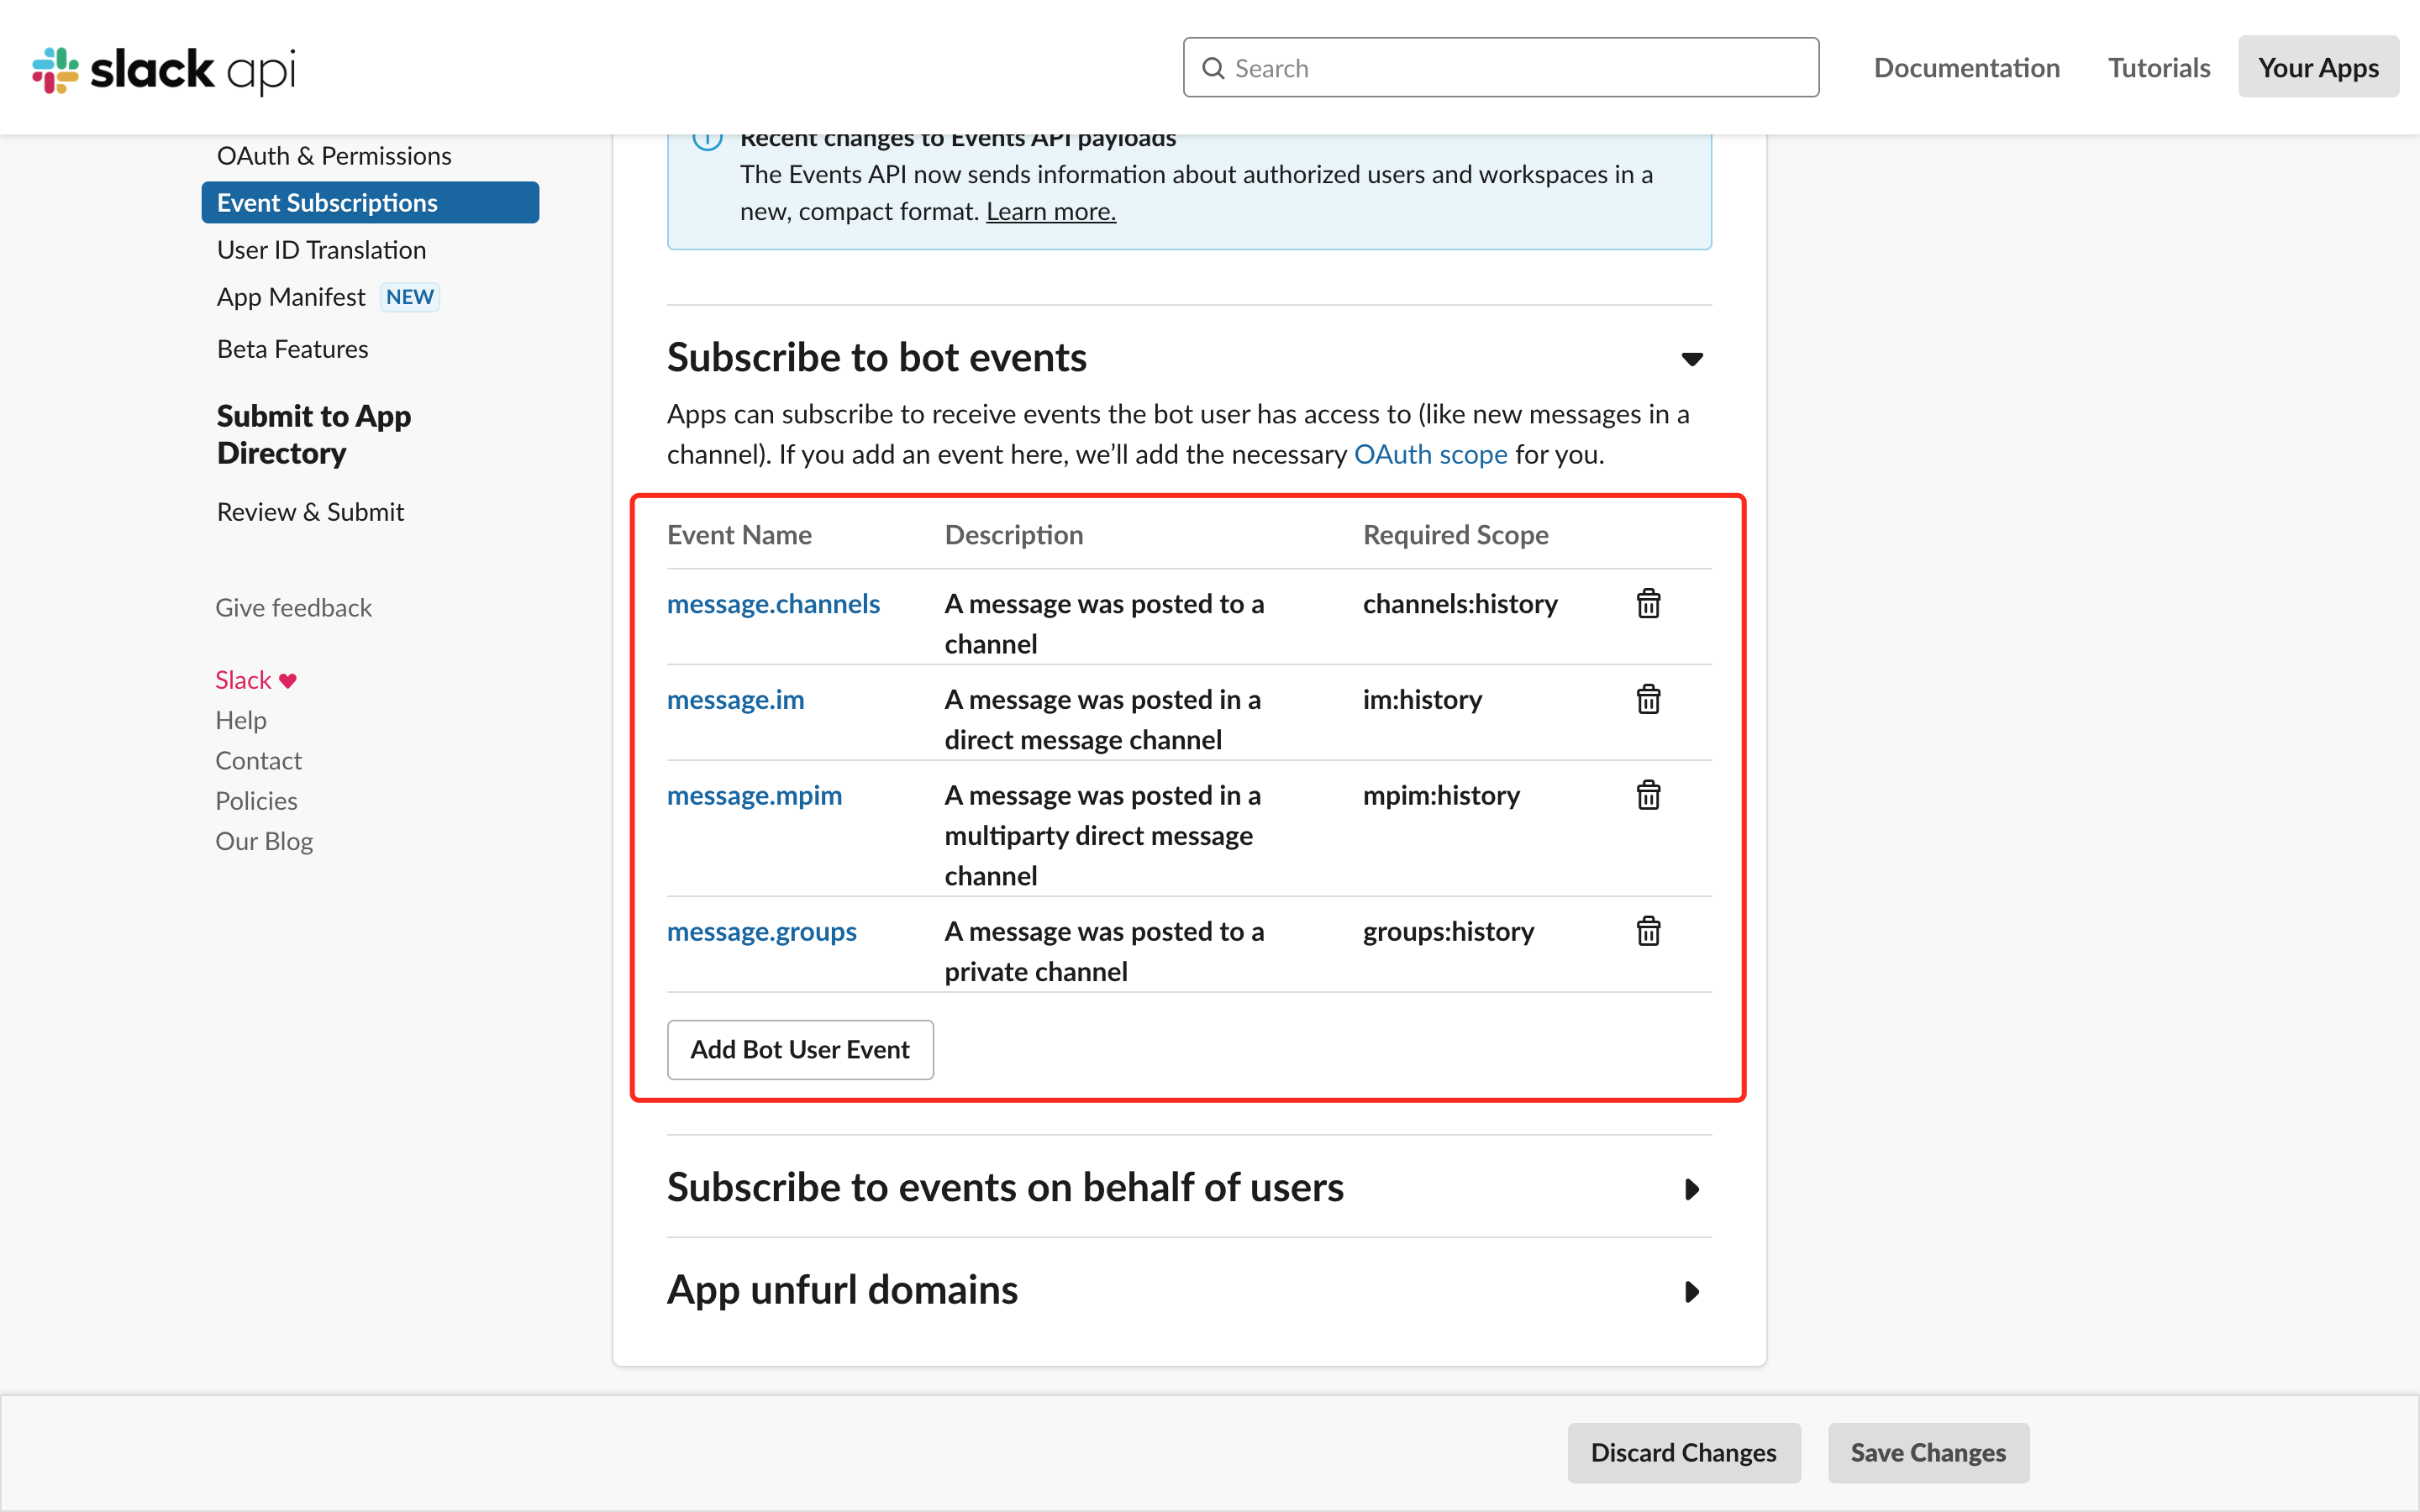 slack api
Search
Documentation
Tutorials
Your Apps
OAuth & Permissions
Event Subscriptions
User ID Translation
App Manifest NEW
Beta Features
Submit to App
Directory
Review & Submit
Give feedback
Slack ♥
Help
Contact
Policies
Our Blog
Recent changes to Events API payloads
The Events API now sends information about authorized users and workspaces in a
new, compact format. Learn more.
Subscribe to bot events
Apps can subscribe to receive events the bot user has access to (like new messages in a
channel). If you add an event here, we’ll add the necessary OAuth scope for you.
Event Name Description Required Scope
message.channels A message was posted to a channels:history
channel
message.im A message was posted in a im:history
direct message channel
message.mpim A message was posted in a mpim:history
multiparty direct message
channel
message.groups A message was posted to a groups:history
private channel
Add Bot User Event
Subscribe to events on behalf of users
App unfurl domains
Discard Changes
Save Changes